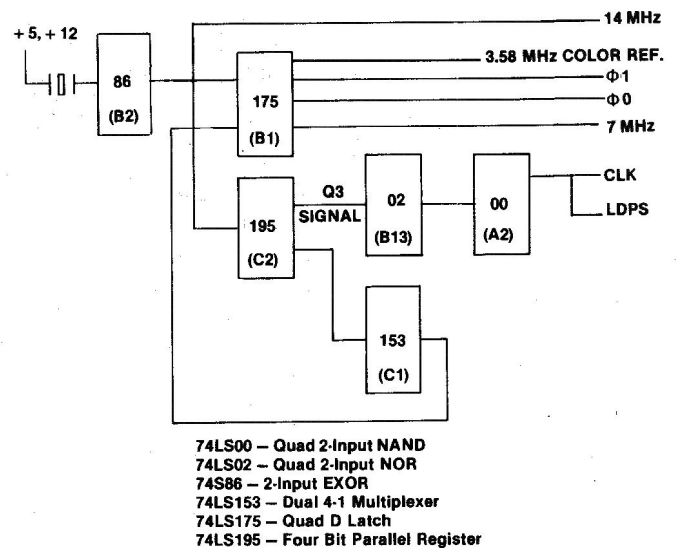 14 MHz
+ 5, + 12
3.58 MHz COLOR REF.
86
Φ1
175
Φ0
(B2)
(B1)
7 MHz
Q3
02
CLK
SIGNAL
00
195
LDPS
(B13)
(A2)
(C2)
153
(C1)
74LS00 — Quad 2-Input NAND
74LS02 — Quad 2-Input NOR
74S86 — 2-Input EXOR
74LS153 — Dual 4-1 Multiplexer
74LS175 — Quad D Latch
74LS195 — Four Bit Parallel Register